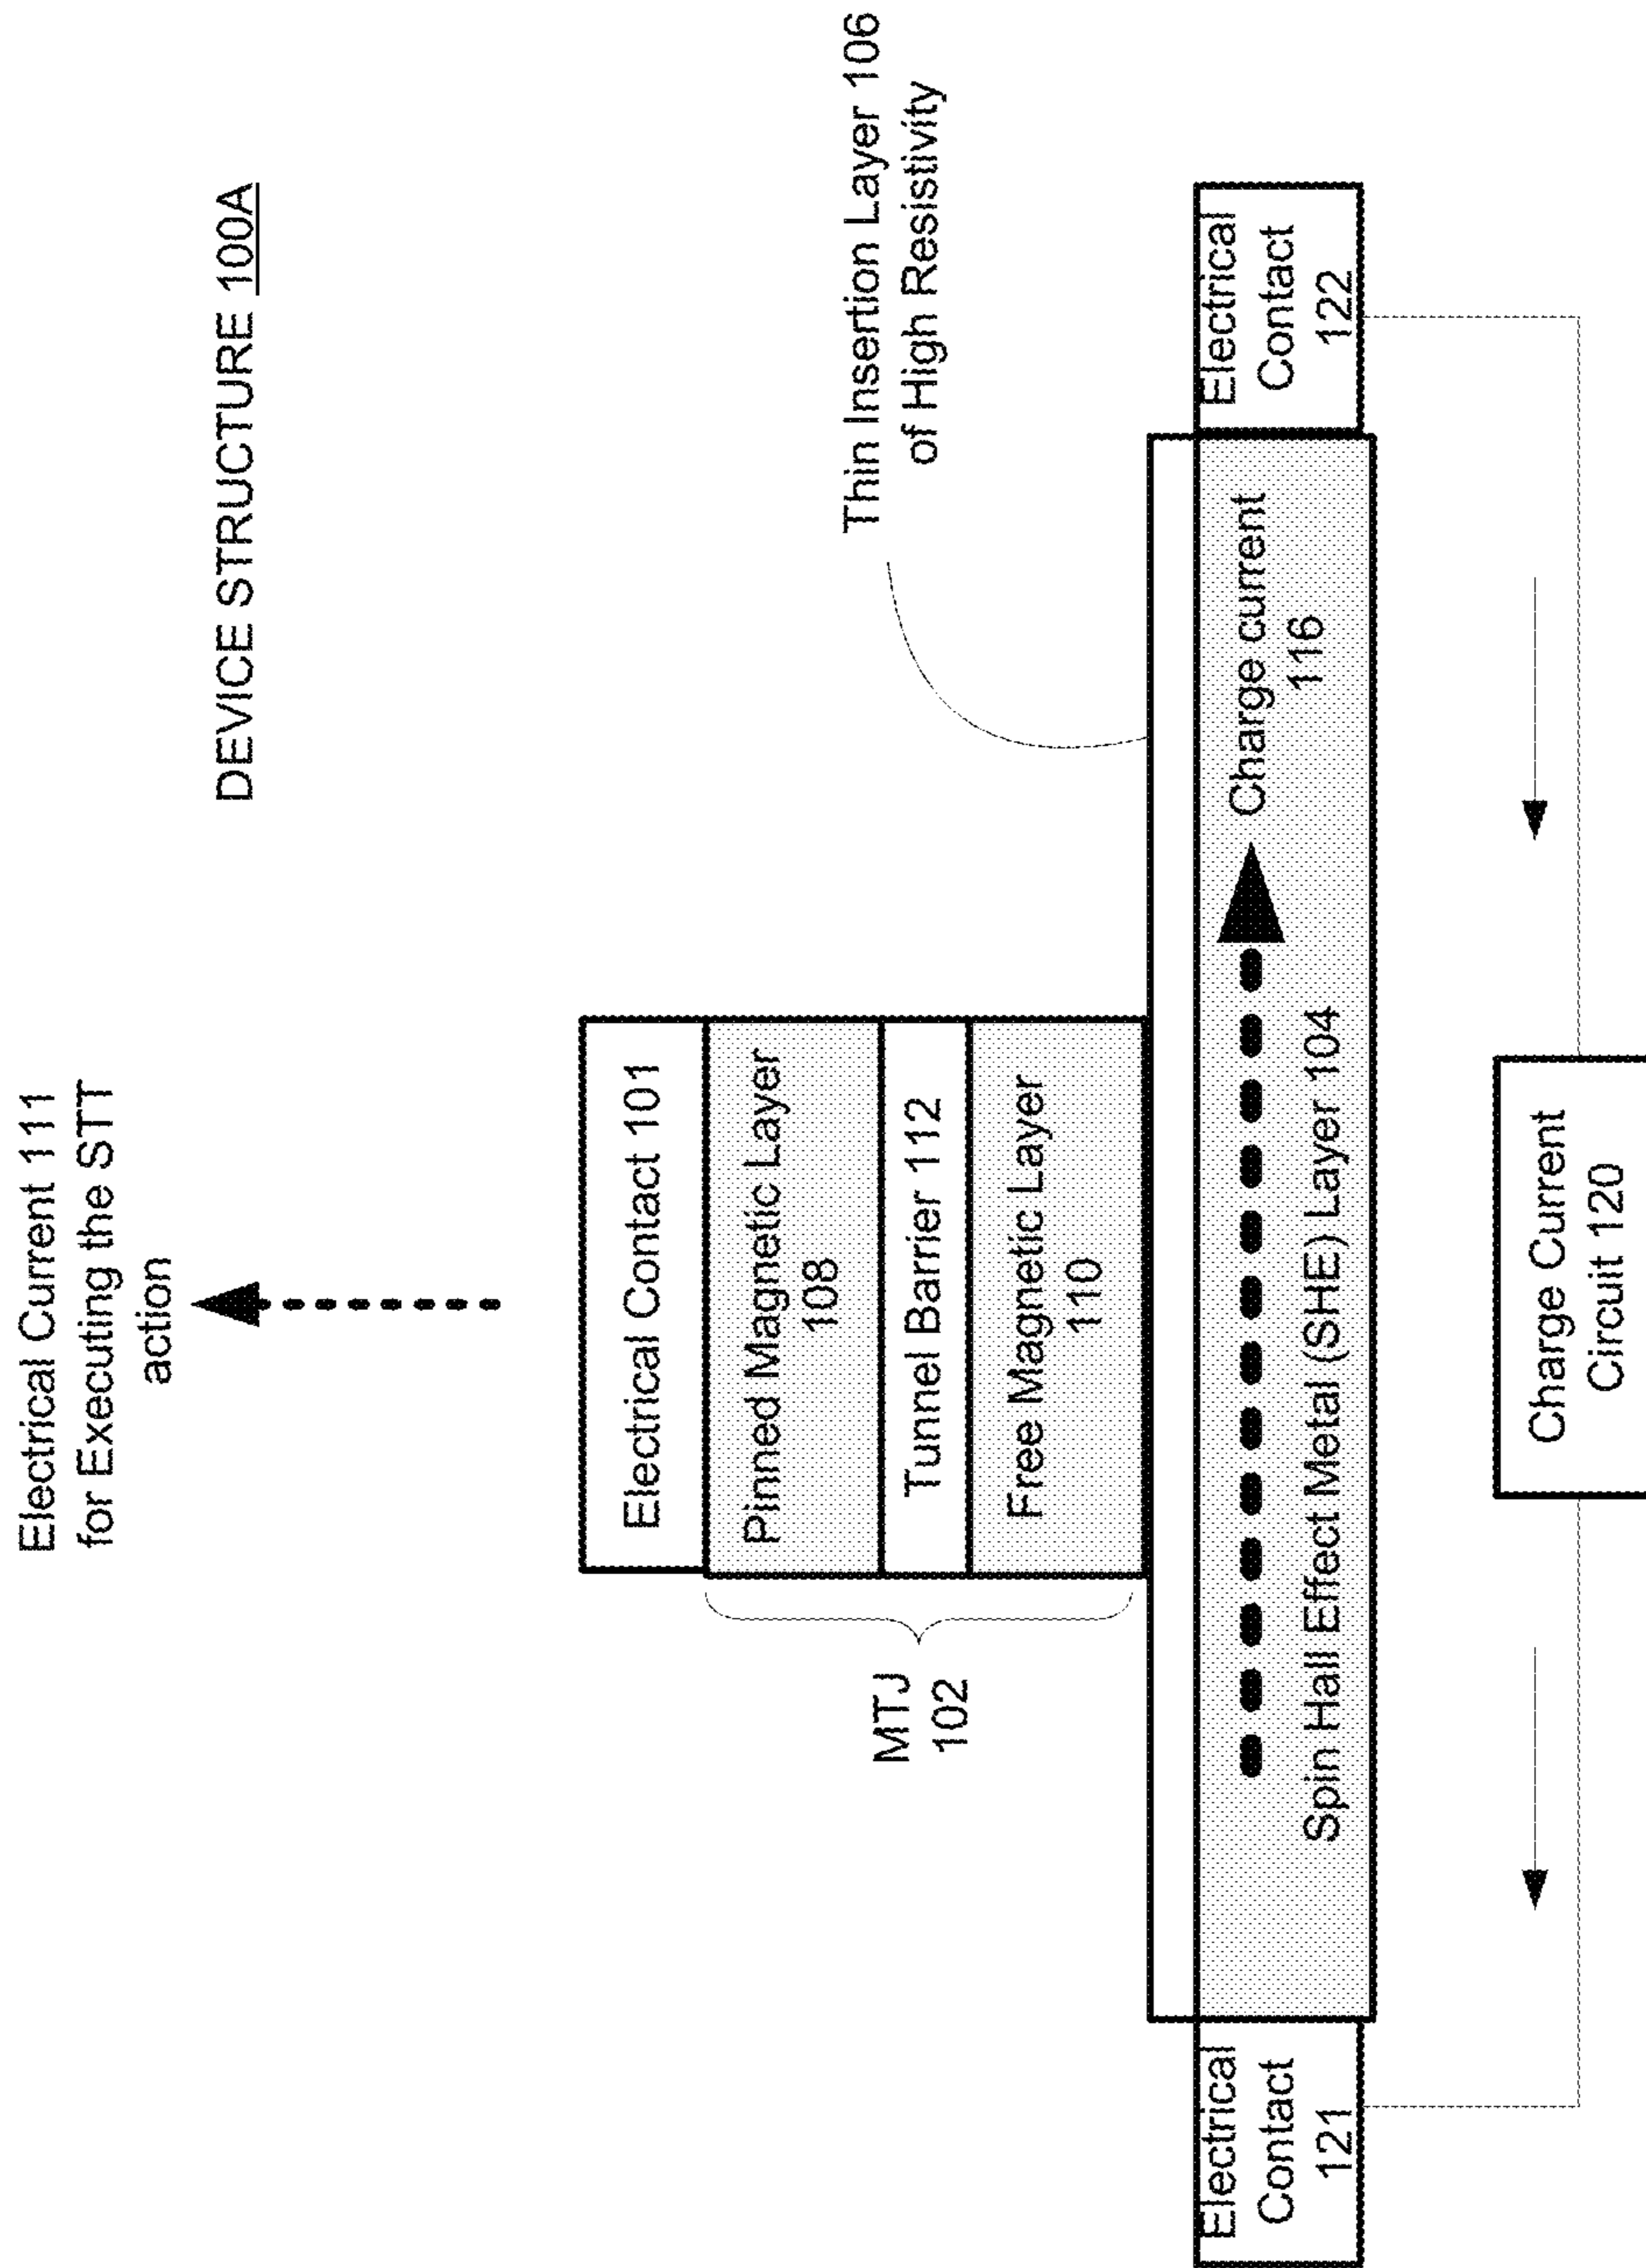 Electrical Current 111
for Executing the STT
action
DEVICE STRUCTURE 100A
Electrical Contact 101
Pinned Magnetic Layer
108
Tunnel Barrier 112
Free Magnetic Layer
110
MTJ
102
Thin Insertion Layer 106
of High Resistivity
Electrical
Contact
121
Charge current
116
Spin Hall Effect Metal (SHE) Layer 104
Electrical
Contact
122
Charge Current
Circuit 120